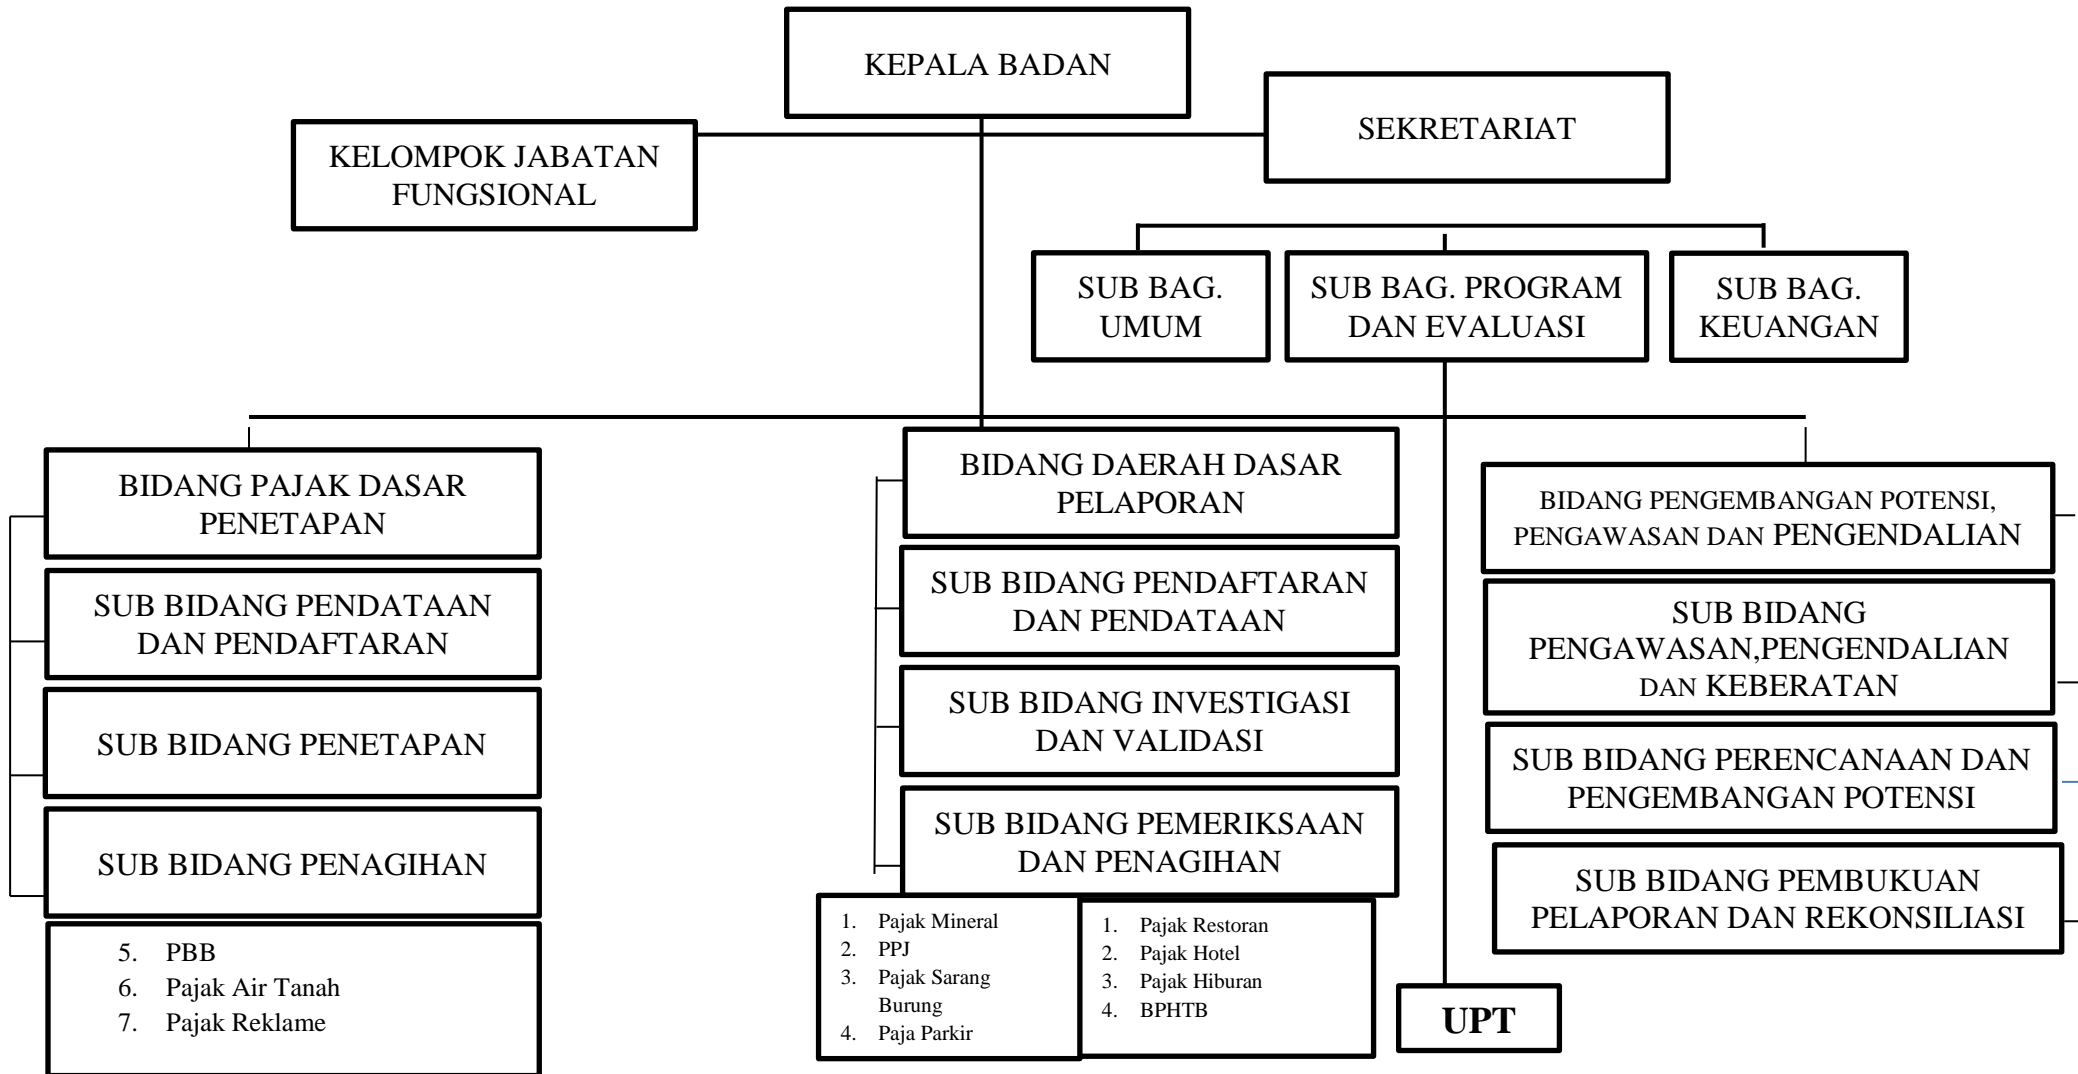 KEPALA BADAN
SEKRETARIAT
KELOMPOK JABATAN
FUNGSIONAL
SUB BAG.
UMUM
SUB BAG. PROGRAM
DAN EVALUASI
SUB BAG.
KEUANGAN
BIDANG PAJAK DASAR
PENETAPAN
SUB BIDANG PENDATAAN
DAN PENDAFTARAN
SUB BIDANG PENETAPAN
SUB BIDANG PENAGIHAN
5. PBB
6. Pajak Air Tanah
7. Pajak Reklame
BIDANG DAERAH DASAR
PELAPORAN
SUB BIDANG PENDAFTARAN
DAN PENDATAAN
SUB BIDANG INVESTIGASI
DAN VALIDASI
SUB BIDANG PEMERIKSAAN
DAN PENAGIHAN
1. Pajak Mineral
2. PPJ
3. Pajak Sarang
Burung
4. Paja Parkir
1. Pajak Restoran
2. Pajak Hotel
3. Pajak Hiburan
4. BPHTB
BIDANG PENGEMBANGAN POTENSI,
PENGAWASAN DAN PENGENDALIAN
SUB BIDANG
PENGAWASAN,PENGENDALIAN
DAN KEBERATAN
SUB BIDANG PERENCANAAN DAN
PENGEMBANGAN POTENSI
SUB BIDANG PEMBUKUAN
PELAPORAN DAN REKONSILIASI
UPT